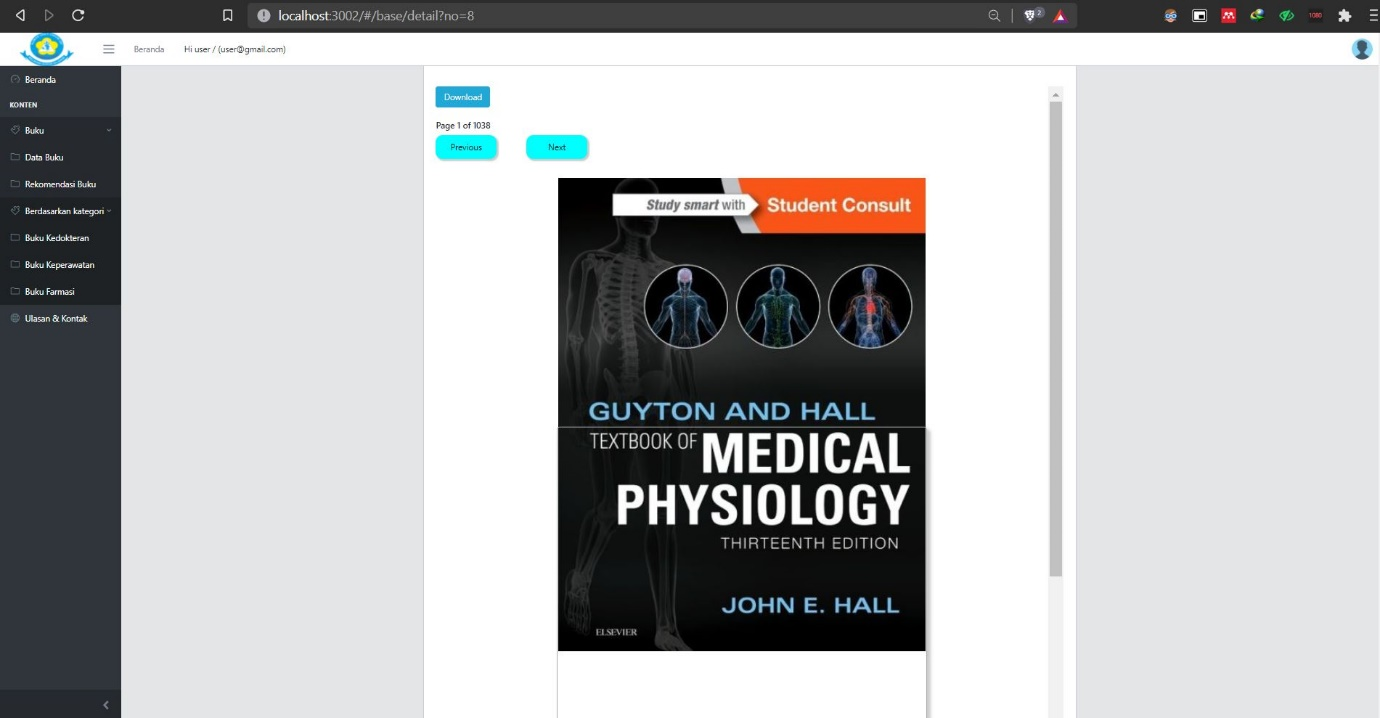 localhost:3002/#/base/detail?no=8
2
1080
Beranda
Hi user / (user@gmail.com)
Beranda
KONTEN
Buku
Data Buku
Rekomendasi Buku
Berdasarkan kategori
Buku Kedokteran
Buku Keperawatan
Buku Farmasi
Ulasan & Kontak
Download
Page 1 of 1038
Previous
Next
Study smart with
Student Consult
GUYTON AND HALL
TEXTBOOK OF MEDICAL
PHYSIOLOGY
THIRTEENTH EDITION
JOHN E. HALL
ELSEVIER